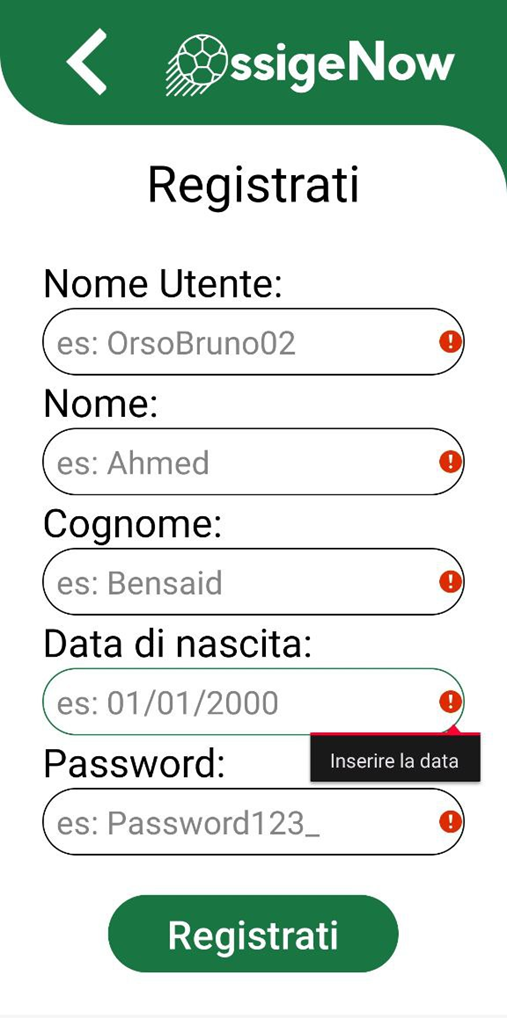 OssigeNow
Registrati
Nome Utente:
es: OrsoBruno02
Nome:
es: Ahmed
Cognome:
es: Bensaid
Data di nascita:
es: 01/01/2000
Inserire la data
Password:
es: Password123_
Registrati